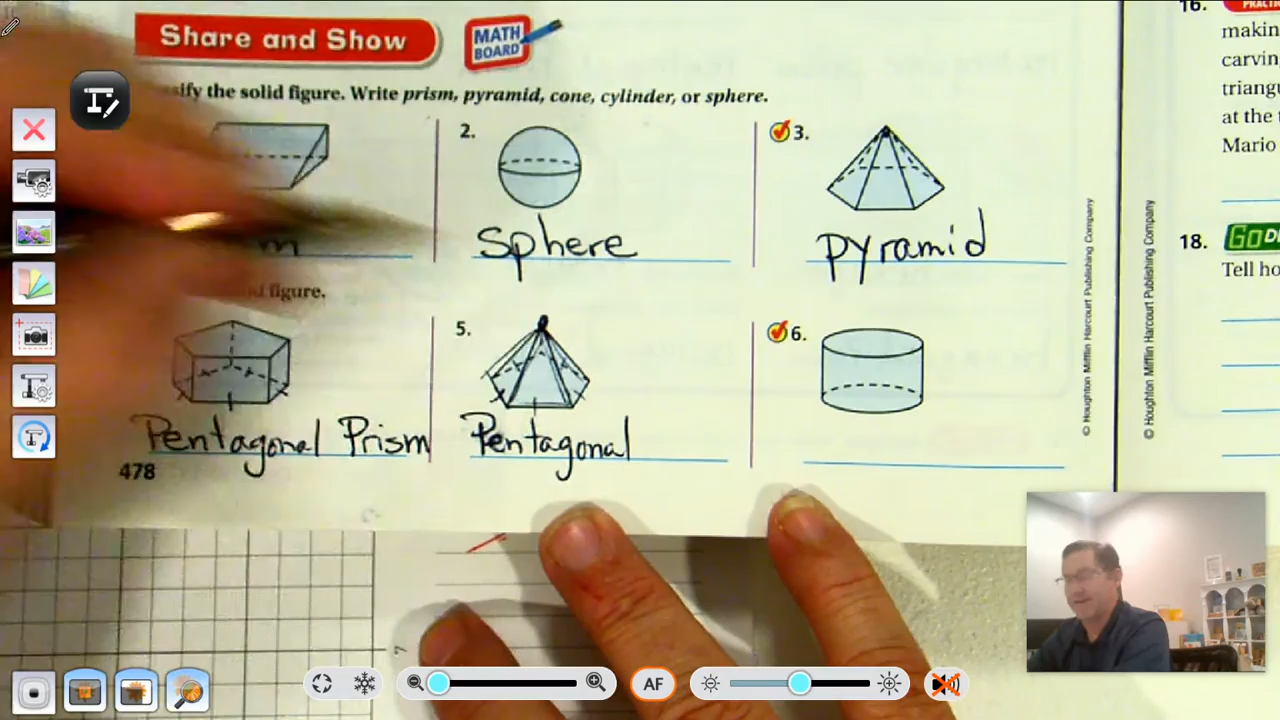 Share and Show
MATH BOARD
sify the solid figure. Write prism, pyramid, cone, cylinder, or sphere.
2.
3.
m
sphere
pyramid
figure.
5.
6.
Pentagonal Prism
Pentagonal
478
© Houghton Mifflin Harcourt Publishing Company
© Houghton Mifflin Harcourt Publishing Company
16.
makin
carvin
triangu
at the t
Mario
18.
Go
Tell ho
AF